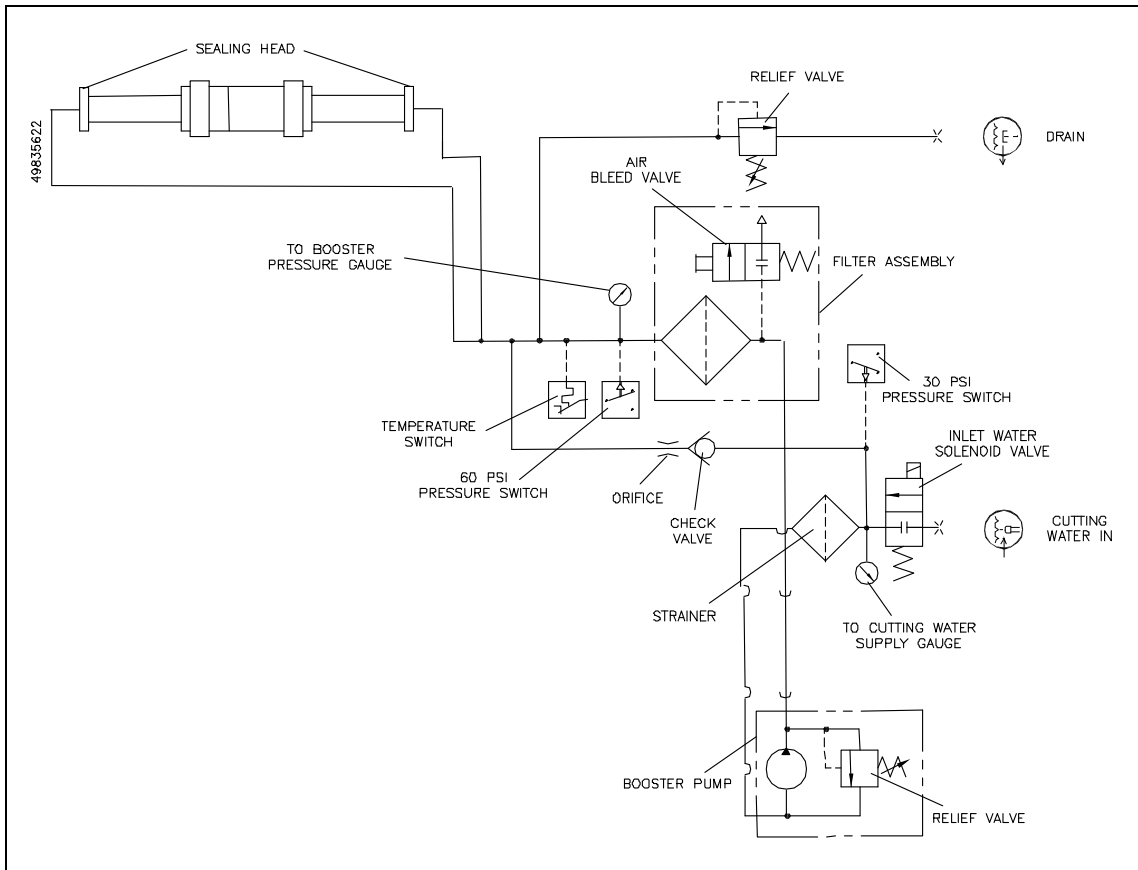 SEALING HEAD
RELIEF VALVE
DRAIN
49835622
AIR
BLEED VALVE
TO BOOSTER
PRESSURE GAUGE
FILTER ASSEMBLY
30 PSI
PRESSURE SWITCH
TEMPERATURE
SWITCH
60 PSI
PRESSURE SWITCH
ORIFICE
CHECK
VALVE
INLET WATER
SOLENOID VALVE
CUTTING
WATER IN
STRAINER
TO CUTTING WATER
SUPPLY GAUGE
BOOSTER PUMP
RELIEF VALVE